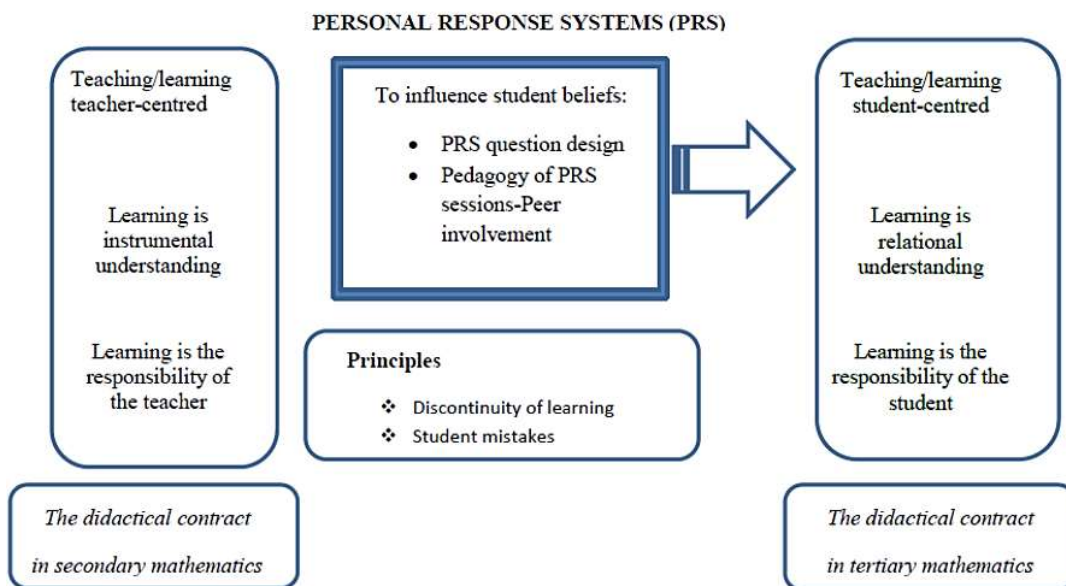 PERSONAL RESPONSE SYSTEMS (PRS)
Teaching/learning
teacher-centred
Learning is
instrumental
understanding
Learning is the
responsibility of
the teacher
To influence student beliefs:
• PRS question design
• Pedagogy of PRS
sessions-Peer
involvement
Principles
❖ Discontinuity of learning
❖ Student mistakes
Teaching/learning
student-centred
Learning is
relational
understanding
Learning is the
responsibility of the
student
The didactical contract
in secondary mathematics
The didactical contract
in tertiary mathematics